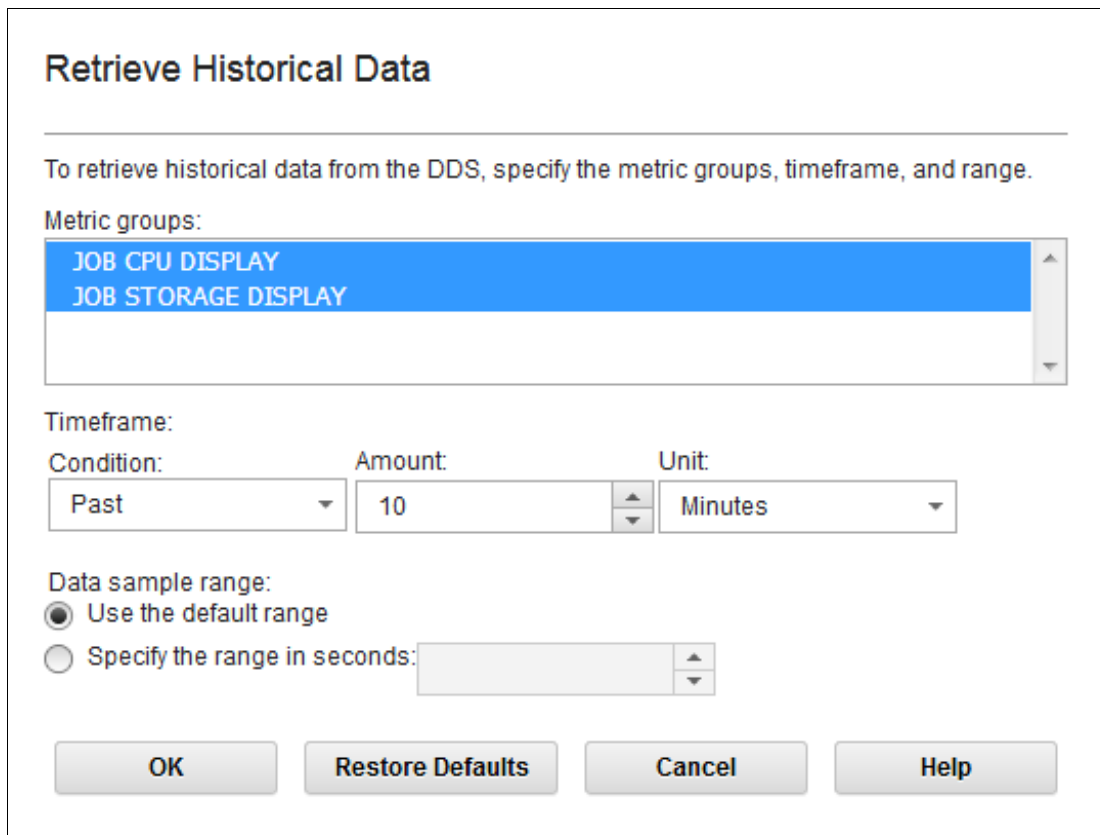 Retrieve Historical Data
To retrieve historical data from the DDS, specify the metric groups, timeframe, and range.
Metric groups:
JOB CPU DISPLAY
JOB STORAGE DISPLAY
Timeframe:
Condition: Amount: Unit:
Past 10 Minutes
Data sample range:
Use the default range
Specify the range in seconds:
OK Restore Defaults Cancel Help